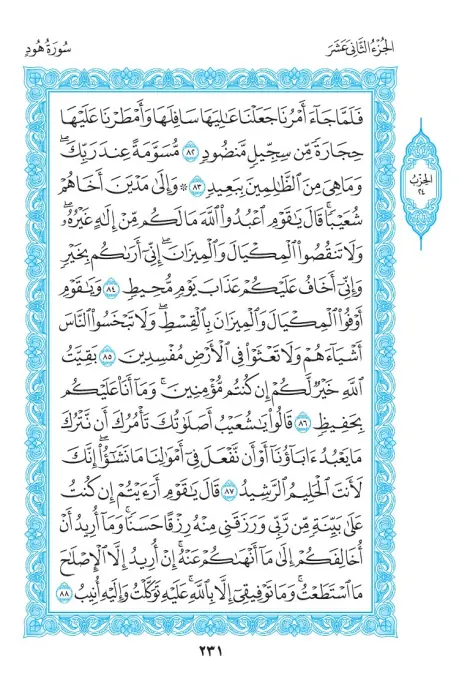 الجُزْءُ الثَّانِي عَشَرَ
سُورَةُ هُودٍ
فَلَمَّا جَآءَ أَمْرُنَا جَعَلْنَا عَٰلِيَهَا سَافِلَهَا وَأَمْطَرْنَا عَلَيْهَا
حِجَارَةً مِّن سِجِّيلٍ مَّنضُودٍ ٨٢ مُّسَوَّمَةً عِندَ رَبِّكَۖ
وَمَا هِيَ مِنَ ٱلظَّٰلِمِينَ بِبَعِيدٍ ٨٣ ۞ وَإِلَىٰ مَدْيَنَ أَخَاهُمْ
شُعَيْبًاۚ قَالَ يَٰقَوْمِ ٱعْبُدُوا۟ ٱللَّهَ مَا لَكُم مِّنْ إِلَٰهٍ غَيْرُهُۥۖ
وَلَا تَنقُصُوا۟ ٱلْمِكْيَالَ وَٱلْمِيزَانَۖ إِنِّىٓ أَرَىٰكُم بِخَيْرٍ
وَإِنِّىٓ أَخَافُ عَلَيْكُمْ عَذَابَ يَوْمٍ مُّحِيطٍ ٨٤ وَيَٰقَوْمِ
أَوْفُوا۟ ٱلْمِكْيَالَ وَٱلْمِيزَانَ بِٱلْقِسْطِۖ وَلَا تَبْخَسُوا۟ ٱلنَّاسَ
أَشْيَآءَهُمْ وَلَا تَعْثَوْا۟ فِى ٱلْأَرْضِ مُفْسِدِينَ ٨٥ بَقِيَّتُ
ٱللَّهِ خَيْرٌ لَّكُمْ إِن كُنتُم مُّؤْمِنِينَۚ وَمَآ أَنَا۠ عَلَيْكُم
بِحَفِيظٍ ٨٦ قَالُوا۟ يَٰشُعَيْبُ أَصَلَوٰتُكَ تَأْمُرُكَ أَن نَّتْرُكَ
مَا يَعْبُدُ ءَابَآؤُنَآ أَوْ أَن نَّفْعَلَ فِىٓ أَمْوَٰلِنَا مَا نَشَٰٓؤُا۟ۖ إِنَّكَ
لَأَنتَ ٱلْحَلِيمُ ٱلرَّشِيدُ ٨٧ قَالَ يَٰقَوْمِ أَرَءَيْتُمْ إِن كُنتُ
عَلَىٰ بَيِّنَةٍ مِّن رَّبِّى وَرَزَقَنِى مِنْهُ رِزْقًا حَسَنًاۚ وَمَآ أُرِيدُ أَنْ
أُخَالِفَكُمْ إِلَىٰ مَآ أَنْهَىٰكُمْ عَنْهُۚ إِنْ أُرِيدُ إِلَّا ٱلْإِصْلَٰحَ
مَا ٱسْتَطَعْتُۚ وَمَا تَوْفِيقِىٓ إِلَّا بِٱللَّهِۚ عَلَيْهِ تَوَكَّلْتُ وَإِلَيْهِ أُنِيبُ ٨٨
الحِزْبُ
٢٤
٢٣١